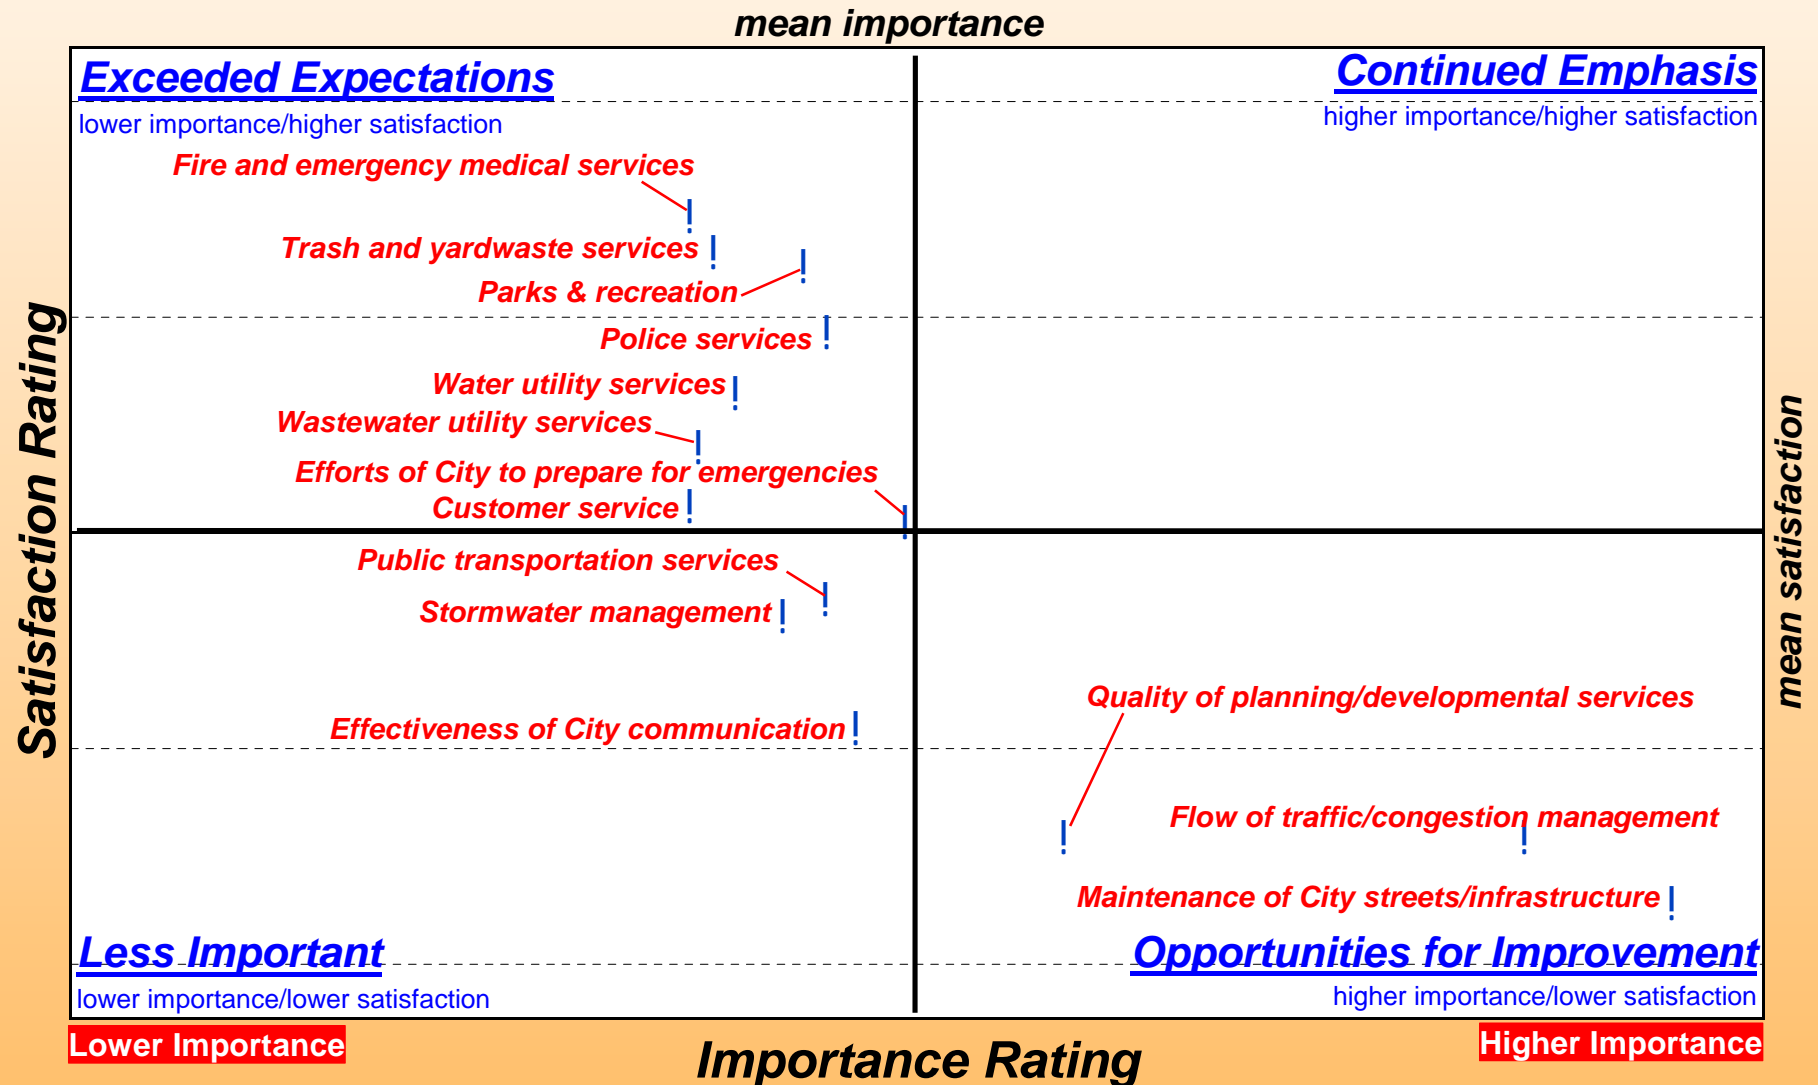 mean importance
Exceeded Expectations
Continued Emphasis
lower importance/higher satisfaction
higher importance/higher satisfaction
Fire and emergency medical services
Trash and yardwaste services
Parks & recreation
Police services
Water utility services
Wastewater utility services
Efforts of City to prepare for emergencies
Customer service
Satisfaction Rating
mean satisfaction
Public transportation services
Stormwater management
Quality of planning/developmental services
Effectiveness of City communication
Flow of traffic/congestion management
Maintenance of City streets/infrastructure
Less Important
Opportunities for Improvement
lower importance/lower satisfaction
higher importance/lower satisfaction
Lower Importance
Importance Rating
Higher Importance